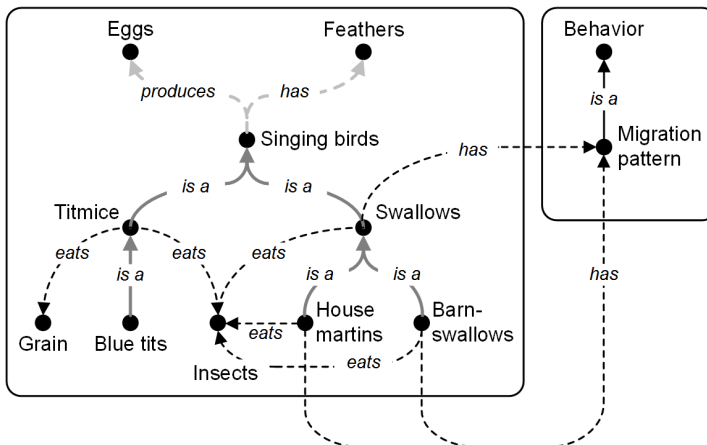 Eggs
Feathers
Behavior
produces
has
is a
Singing birds
has
Migration
pattern
is a
is a
Titmice
Swallows
eats
eats
eats
is a
is a
is a
has
House
martins
Barn-
swallows
Grain
Blue tits
eats
Insects
eats